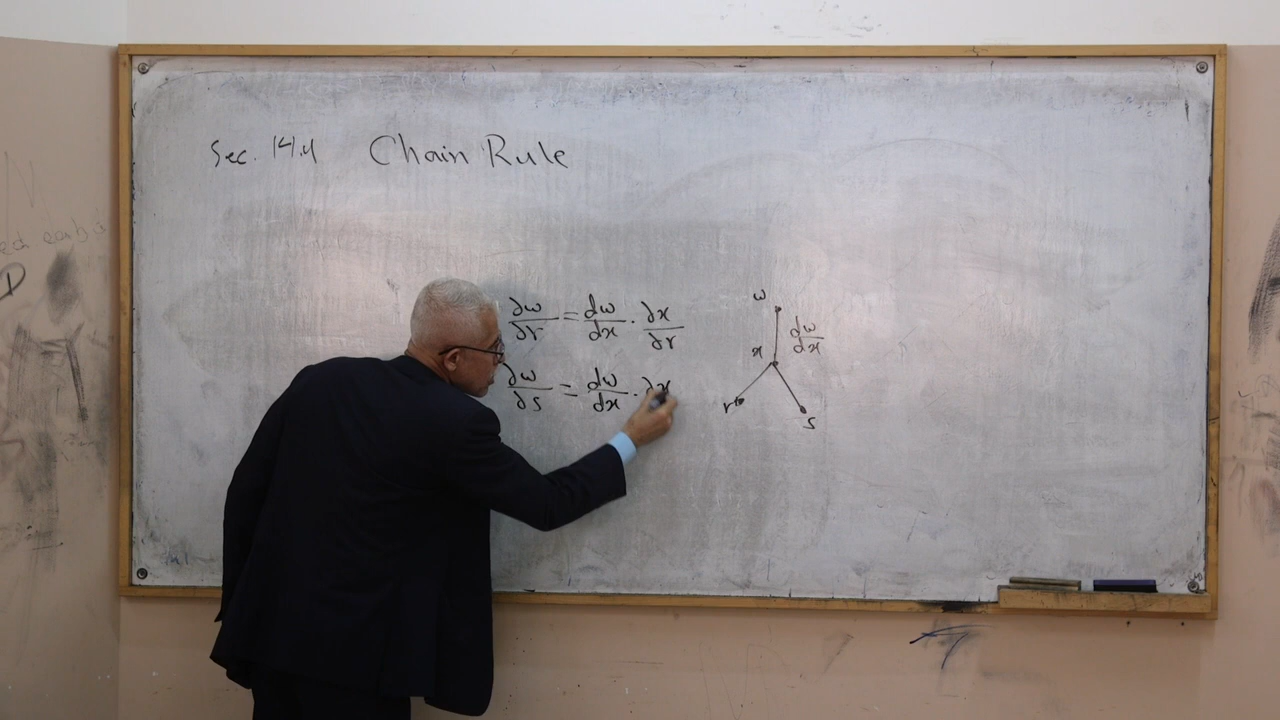 Sec. 14.4 Chain Rule
∂w/∂r = dw/dx · ∂x/∂r
∂w/∂s = dw/dx · ∂x
w
dw/dx
x
r
s